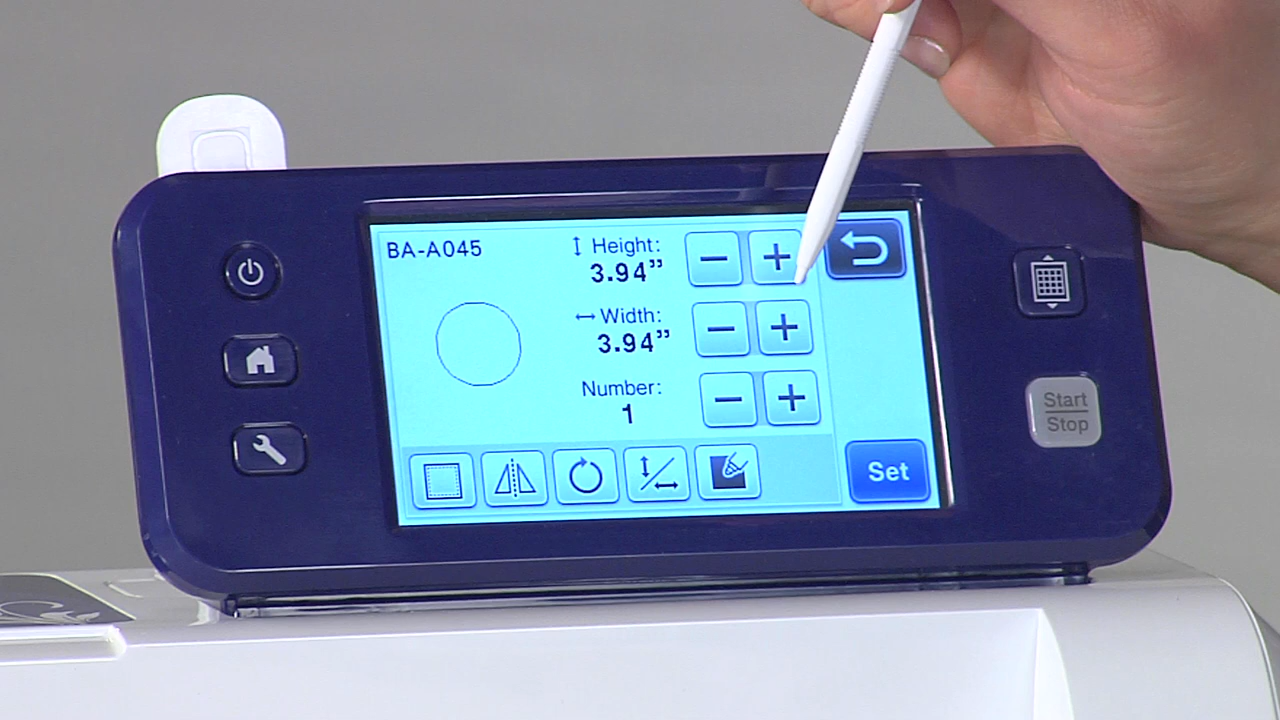 BA-A045
Height:
3.94”
Width:
3.94”
Number:
1
Set
Start
Stop